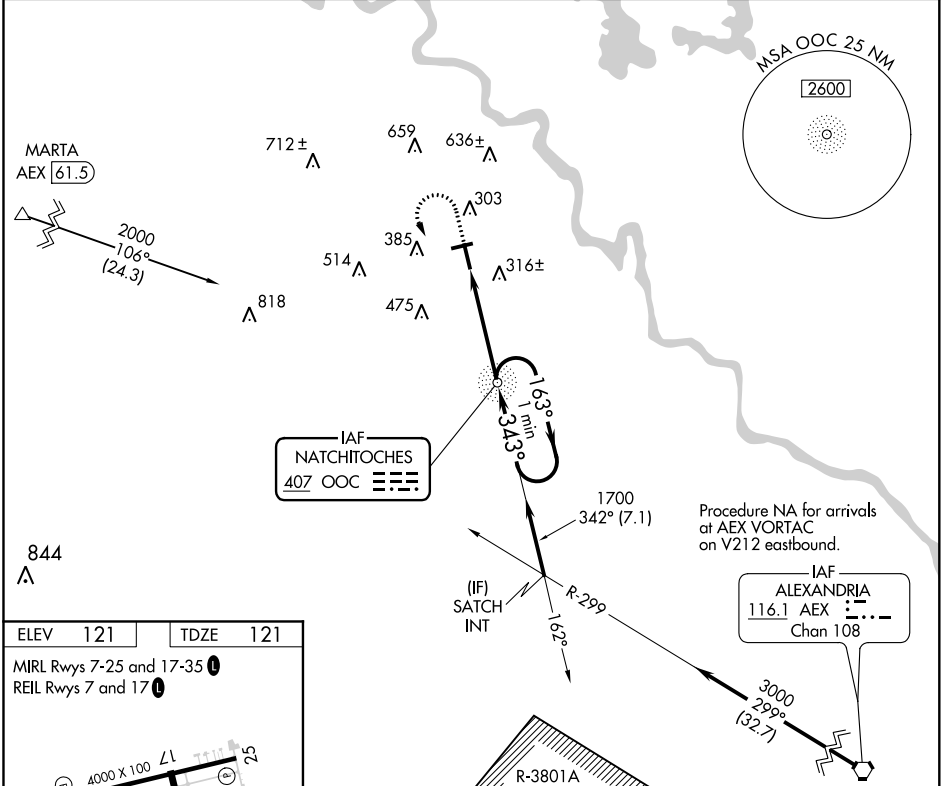 MSA OOC 25 NM
2600
MARTA
AEX 61.5
712 ±
659
636±
303
385
514
316±
818
475
2000
106°
(24.3)
163°
1 min
343°
IAF
NATCHITOCHES
407 OOC
1700
342° (7.1)
Procedure NA for arrivals
at AEX VORTAC
on V212 eastbound.
844
(IF)
SATCH
INT
R-299
162°
IAF
ALEXANDRIA
116.1 AEX
Chan 108
3000
299°
(32.7)
ELEV 121
TDZE 121
MIRL Rwys 7-25 and 17-35 L
REIL Rwys 7 and 17 L
4000 X 100
17
25
P
R-3801A